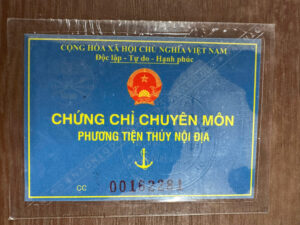 CỘNG HÒA XÃ HỘI CHỦ NGHĨA VIỆT NAM
Độc lập - Tự do - Hạnh phúc
CHỨNG CHỈ CHUYÊN MÔN
PHƯƠNG TIỆN THỦY NỘI ĐỊA
CC